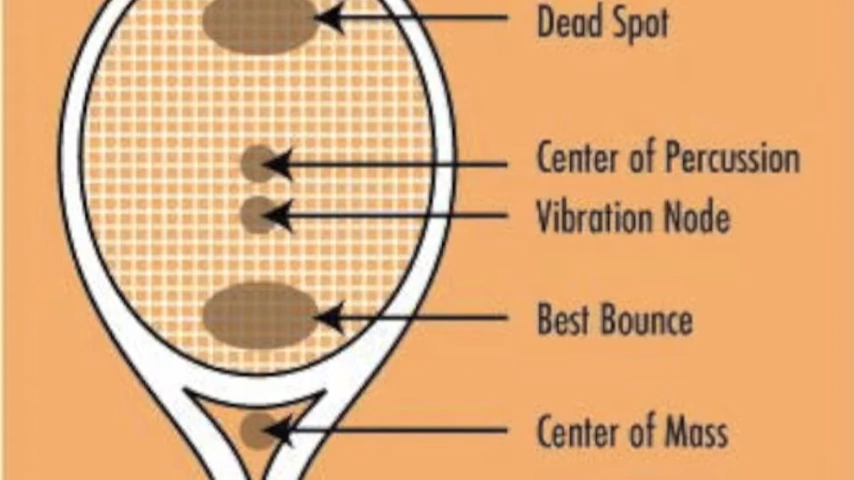 Dead Spot
Center of Percussion
Vibration Node
Best Bounce
Center of Mass